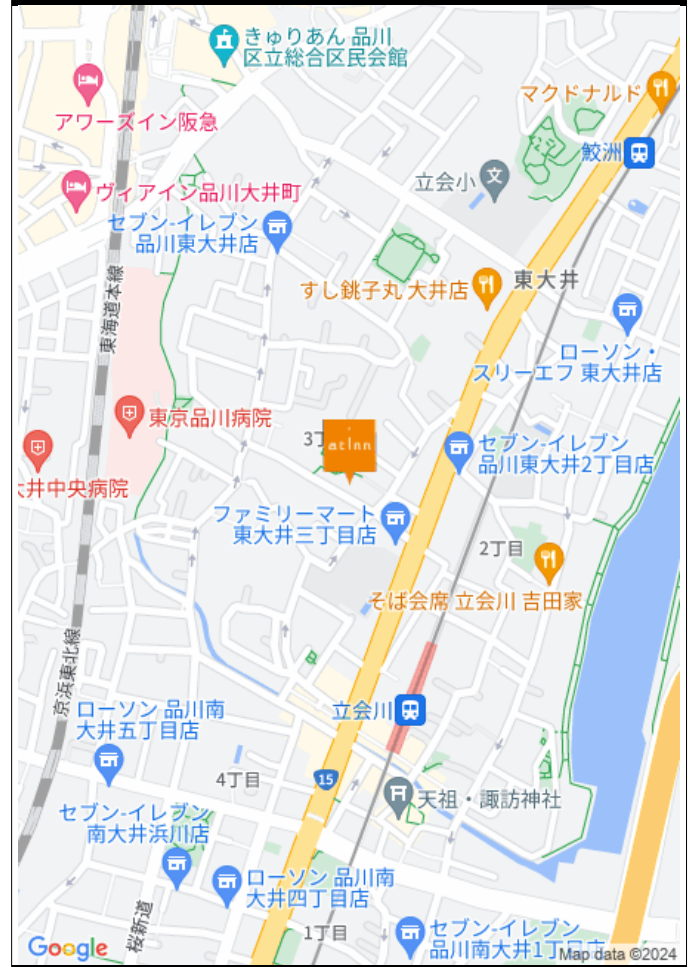 きゅりあん 品川
区立総合区民会館
マクドナルド
アワーズイン阪急
鮫洲
立会小
ヴィアイン品川大井町
セブン-イレブン
品川東大井店
東海道本線
すし銚子丸 大井店
東大井
ローソン・
スリーエフ 東大井店
東京品川病院
3丁
atinn
セブン-イレブン
品川東大井2丁目店
大井中央病院
ファミリーマート
東大井三丁目店
2丁目
そば会席 立会川 吉田家
京浜東北線
ローソン 品川南
大井五丁目店
立会川
4丁目
15
天祖・諏訪神社
セブン-イレブン
南大井浜川店
ローソン 品川南
大井四丁目店
桜新道
1丁目
セブン-イレブン
品川南大井1丁目店
Google
Map data ©2024